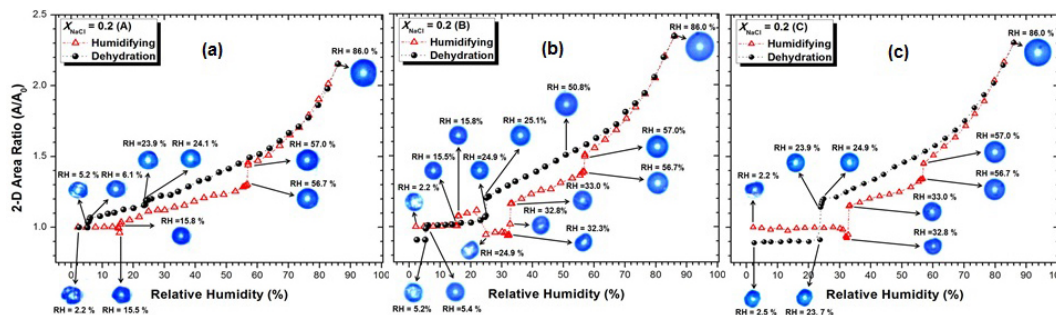 X NaCl = 0.2 (A)
Humidifying
Dehydration
(a)
RH = 86.0 %
RH =23.9 %
RH = 24.1 %
RH = 5.2 %
RH = 6.1 %
RH = 57.0 %
RH = 56.7 %
RH =15.8 %
RH = 2.2 %
RH = 15.5 %
2-D Area Ratio (A/A0)
2.5
2.0
1.5
1.0
0 10 20 30 40 50 60 70 80 90 100
Relative Humidity (%)
X NaCl = 0.2 (B)
Humidifying
Dehydration
(b)
RH = 86.0 %
RH = 50.8%
RH = 15.8%
RH = 25.1%
RH = 15.5%
RH = 24.9%
RH = 57.0%
RH = 56.7%
RH = 2.2 %
RH = 33.0 %
RH = 32.8%
RH = 32.3%
RH = 24.9 %
RH = 5.2%
RH =5.4 %
0 10 20 30 40 50 60 70 80 90 100
Relative Humidity (%)
X NaCl = 0.2 (C)
Humidifying
Dehydration
(c)
RH = 86.0 %
RH = 23.9 %
RH = 24.9 %
RH = 57.0 %
RH =56.7 %
RH = 2.2 %
RH = 33.0 %
RH = 32.8%
RH = 2.5 %
RH = 23. 7 %
0 10 20 30 40 50 60 70 80 90 100
Relative Humidity (%)